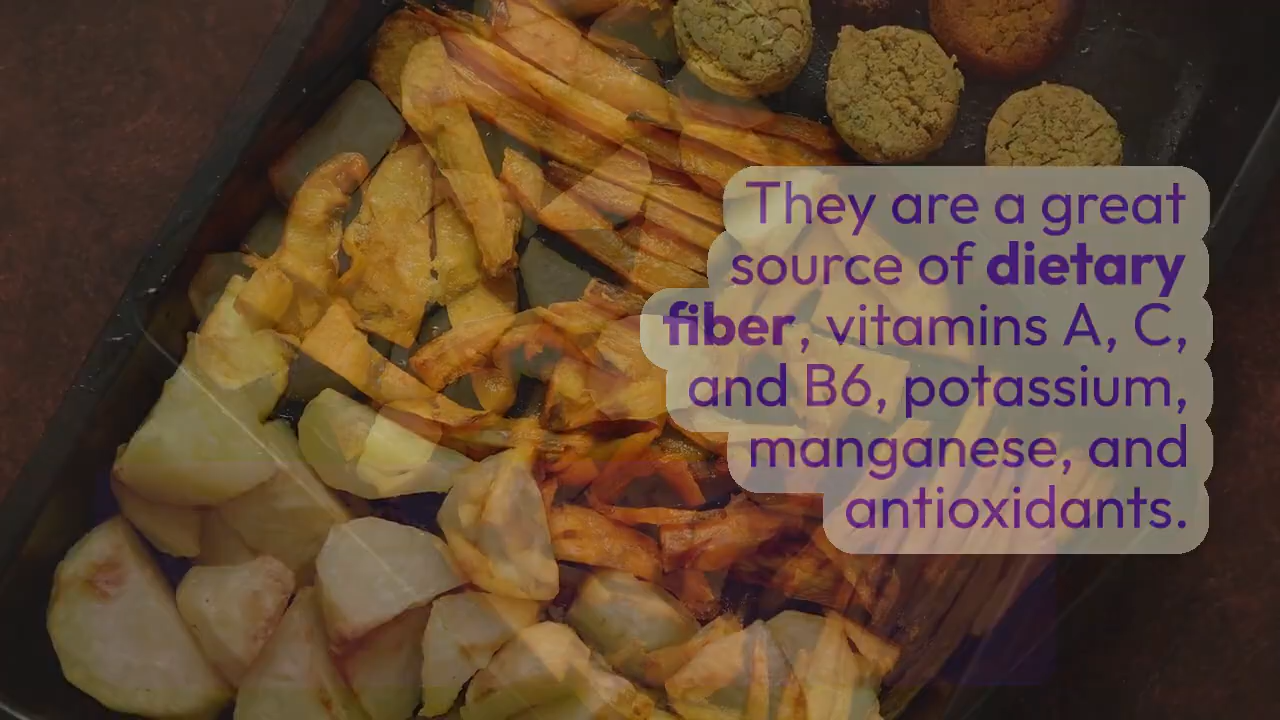 They are a great
source of dietary
fiber, vitamins A, C,
and B6, potassium,
manganese, and
antioxidants.